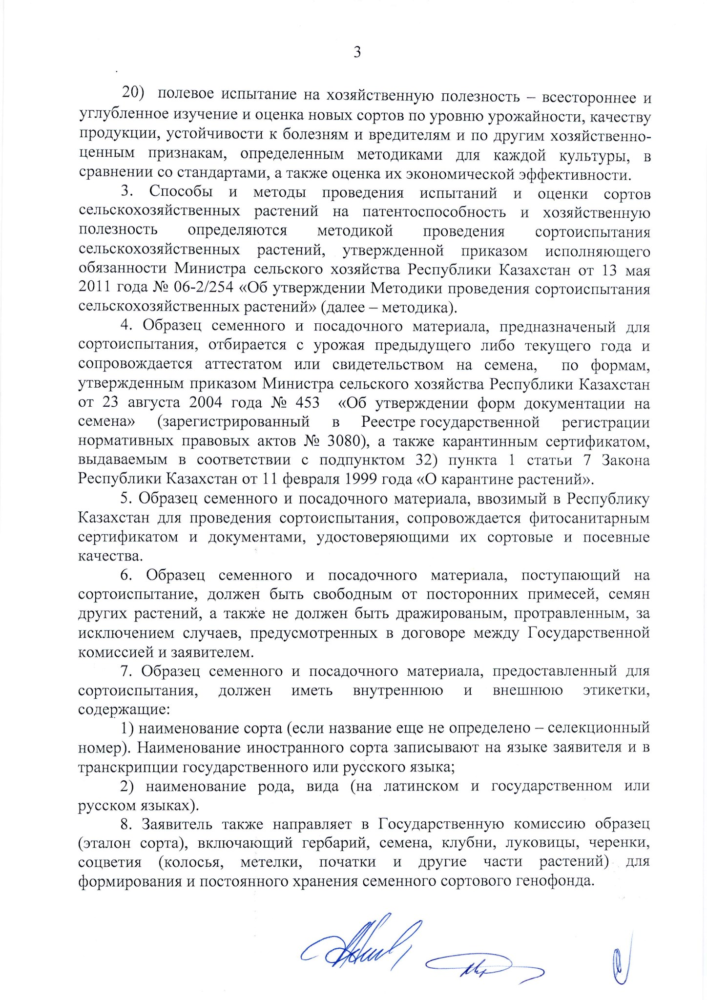 3
20) полевое испытание на хозяйственную полезность – всестороннее и
углубленное изучение и оценка новых сортов по уровню урожайности, качеству
продукции, устойчивости к болезням и вредителям и по другим хозяйственно-
ценным признакам, определенным методиками для каждой культуры, в
сравнении со стандартами, а также оценка их экономической эффективности.
3. Способы и методы проведения испытаний и оценки сортов
сельскохозяйственных растений на патентоспособность и хозяйственную
полезность определяются методикой проведения сортоиспытания
сельскохозяйственных растений, утвержденной приказом исполняющего
обязанности Министра сельского хозяйства Республики Казахстан от 13 мая
2011 года № 06-2/254 «Об утверждении Методики проведения сортоиспытания
сельскохозяйственных растений» (далее – методика).
4. Образец семенного и посадочного материала, предназначеный для
сортоиспытания, отбирается с урожая предыдущего либо текущего года и
сопровождается аттестатом или свидетельством на семена, по формам,
утвержденным приказом Министра сельского хозяйства Республики Казахстан
от 23 августа 2004 года № 453 «Об утверждении форм документации на
семена» (зарегистрированный в Реестре государственной регистрации
нормативных правовых актов № 3080), а также карантинным сертификатом,
выдаваемым в соответствии с подпунктом 32) пункта 1 статьи 7 Закона
Республики Казахстан от 11 февраля 1999 года «О карантине растений».
5. Образец семенного и посадочного материала, ввозимый в Республику
Казахстан для проведения сортоиспытания, сопровождается фитосанитарным
сертификатом и документами, удостоверяющими их сортовые и посевные
качества.
6. Образец семенного и посадочного материала, поступающий на
сортоиспытание, должен быть свободным от посторонних примесей, семян
других растений, а также не должен быть дражированым, протравленным, за
исключением случаев, предусмотренных в договоре между Государственной
комиссией и заявителем.
7. Образец семенного и посадочного материала, предоставленный для
сортоиспытания, должен иметь внутреннюю и внешнюю этикетки,
содержащие:
1) наименование сорта (если название еще не определено – селекционный
номер). Наименование иностранного сорта записывают на языке заявителя и в
транскрипции государственного или русского языка;
2) наименование рода, вида (на латинском и государственном или
русском языках).
8. Заявитель также направляет в Государственную комиссию образец
(эталон сорта), включающий гербарий, семена, клубни, луковицы, черенки,
соцветия (колосья, метелки, початки и другие части растений) для
формирования и постоянного хранения семенного сортового генофонда.